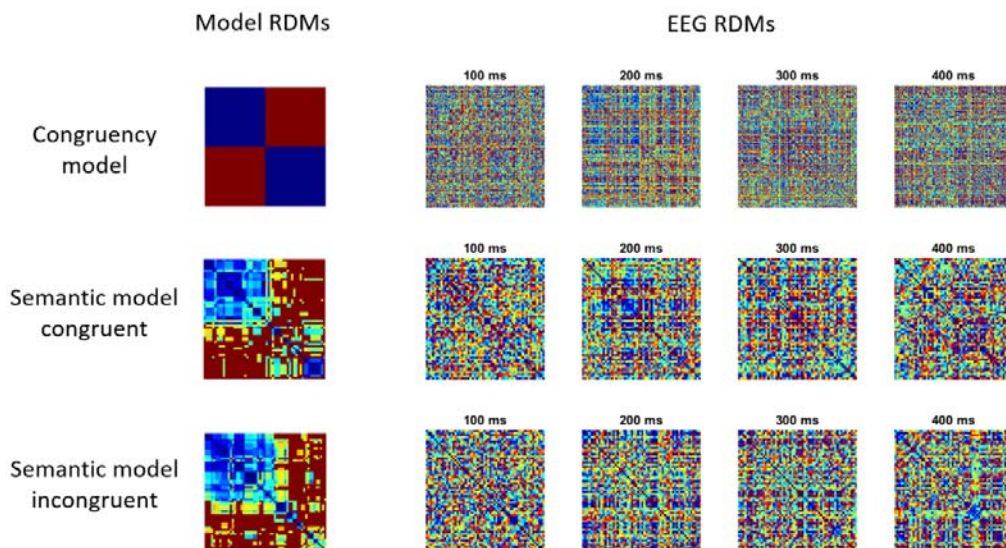 Model RDMs
EEG RDMs
100 ms
200 ms
300 ms
400 ms
Congruency
model
100 ms
200 ms
300 ms
400 ms
Semantic model
congruent
100 ms
200 ms
300 ms
400 ms
Semantic model
incongruent